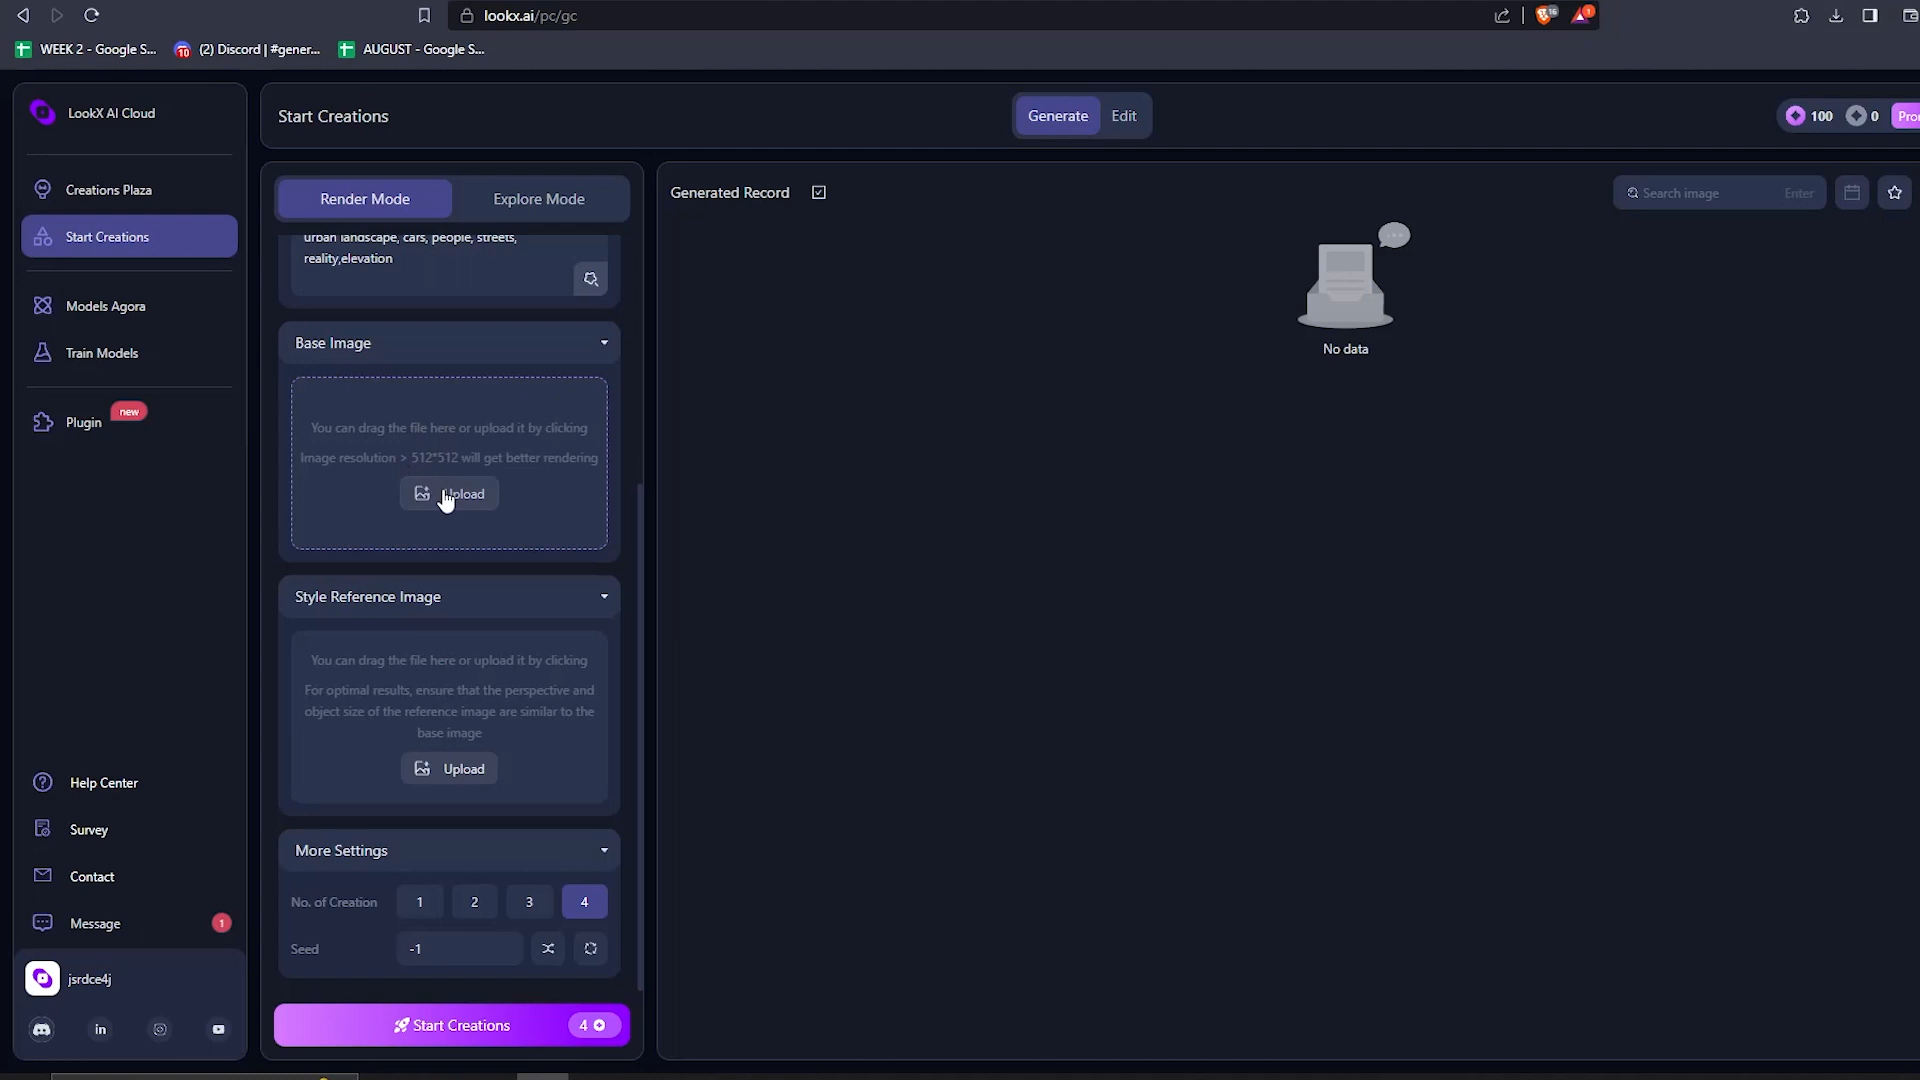 lookx.ai/pc/gc
16
1
WEEK 2 - Google S...
10
(2) Discord | #gener...
AUGUST - Google S...
LookX AI Cloud
Start Creations
Generate
Edit
100
0
Creations Plaza
Start Creations
Models Agora
Train Models
Plugin
new
Help Center
Survey
Contact
Message
1
jsrdce4j
Render Mode
Explore Mode
urban landscape, cars, people, streets,
reality,elevation
Base Image
You can drag the file here or upload it by clicking
Image resolution > 512*512 will get better rendering
Upload
Style Reference Image
You can drag the file here or upload it by clicking
For optimal results, ensure that the perspective and
object size of the reference image are similar to the
base image
Upload
More Settings
No. of Creation
1
2
3
4
Seed
-1
Start Creations
4
Generated Record
Search image
Enter
No data